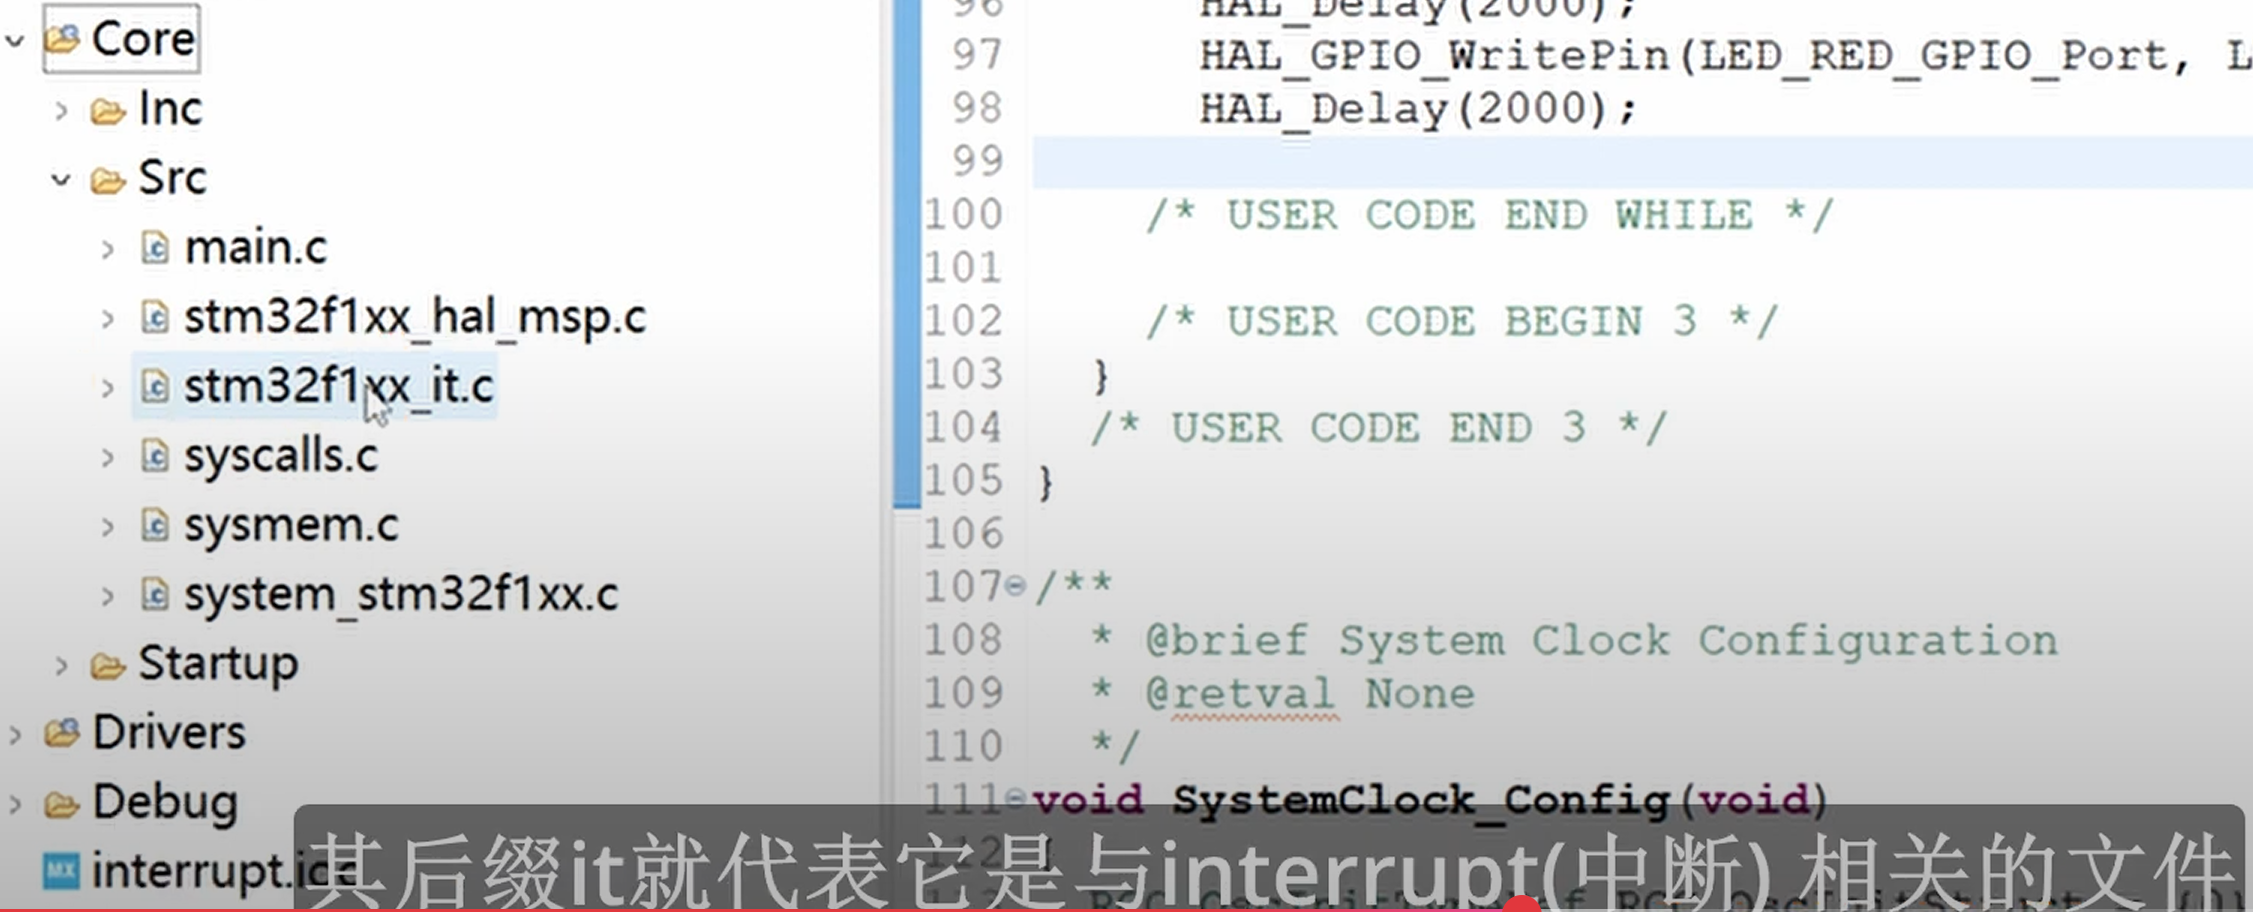 Core
Inc
Src
main.c
stm32f1xx_hal_msp.c
stm32f1xx_it.c
syscalls.c
sysmem.c
system_stm32f1xx.c
Startup
Drivers
Debug
interrupt.ioc
96 HAL_Delay(2000);
97 HAL_GPIO_WritePin(LED_RED_GPIO_Port, L
98 HAL_Delay(2000);
99
100 /* USER CODE END WHILE */
101
102 /* USER CODE BEGIN 3 */
103 }
104 /* USER CODE END 3 */
105 }
106
107 /**
108 * @brief System Clock Configuration
109 * @retval None
110 */
111 void SystemClock_Config(void)
112 {
其后缀it就代表它是与interrupt(中断) 相关的文件